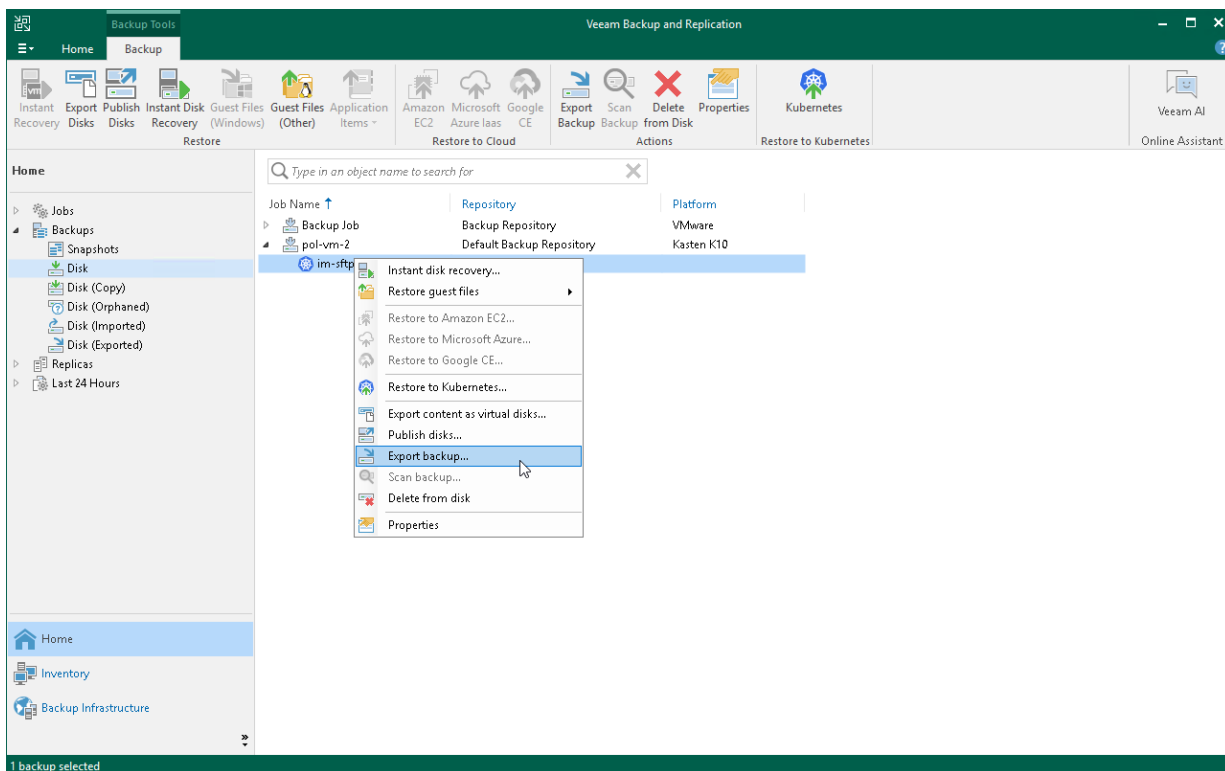 Backup Tools
Veeam Backup and Replication
Home Backup
Instant Recovery
Export Disks
Publish Disks
Instant Disk Recovery
Guest Files (Windows)
Guest Files (Other)
Application Items
Amazon EC2
Microsoft Azure Iaas
Google CE
Export Backup
Scan Backup
Delete from Disk
Properties
Kubernetes
Veeam AI
Restore
Restore to Cloud
Actions
Restore to Kubernetes
Online Assistant
Home
Jobs
Backups
Snapshots
Disk
Disk (Copy)
Disk (Orphaned)
Disk (Imported)
Disk (Exported)
Replicas
Last 24 Hours
Type in an object name to search for
Job Name Repository Platform
Backup Job Backup Repository VMware
pol-vm-2 Default Backup Repository Kasten K10
im-sftp
Instant disk recovery...
Restore guest files
Restore to Amazon EC2...
Restore to Microsoft Azure...
Restore to Google CE...
Restore to Kubernetes...
Export content as virtual disks...
Publish disks...
Export backup...
Scan backup...
Delete from disk
Properties
Home
Inventory
Backup Infrastructure
1 backup selected